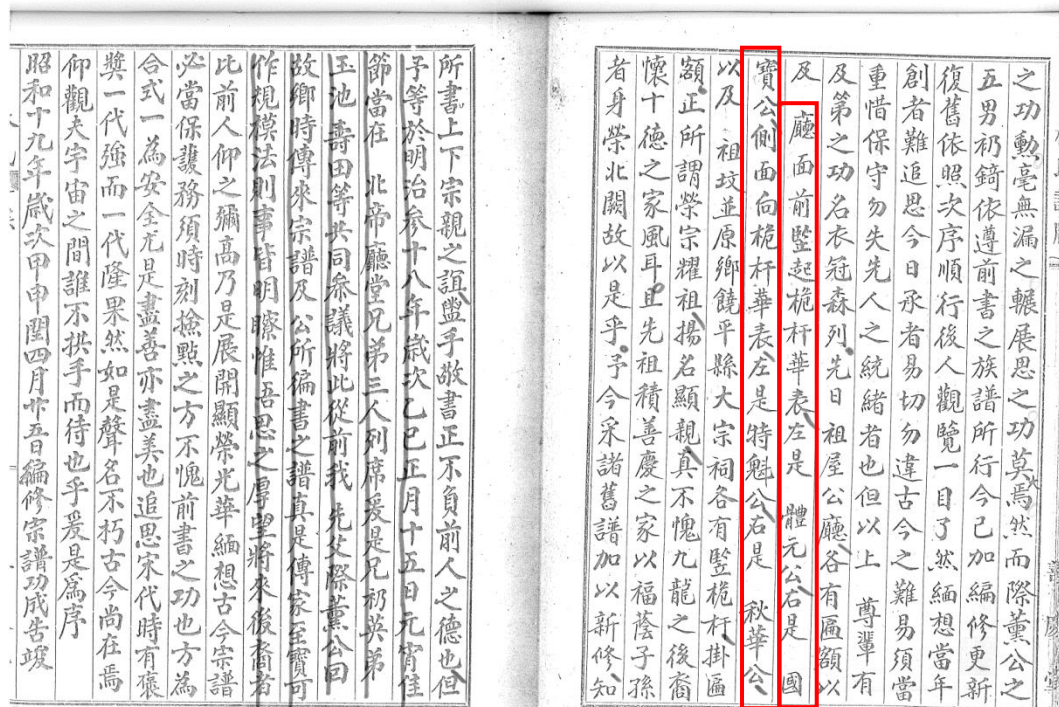 之功勲毫無漏之輾展思之功莫焉然而際薰公之
五男礽錡依遵前書之族譜所行今已加編修更新
復舊依照次序順行後人觀覽一目了然緬想當年
創者難追思今日承者易切勿違古今之難易須當
重惜保守勿失先人之統緒者也但以上 尊輩有
及第之功名衣冠森列先日祖屋公廳各有匾額以
及 廳面前豎起桅杆華表左是 體元公右是 國
寶公側面向桅杆華表左是特魁公右是 秋華公
以及 祖坟並原鄉饒平縣大宗祠各有竪桅杆掛匾
額正所謂榮宗耀祖揚名顯親真不愧九龍之後裔
懷十德之家風耳且先祖積善慶之家以福蔭子孫
者身榮北闕故以是乎予今采諸舊譜加以新修知
所書上下宗親之誼盥手敬書正不負前人之德也但
予等於明治参十八年歲次乙巳正月十五日元宵佳
節當在 北帝廳堂兄弟三人列席爰是兄礽英弟
玉池 壽田等共同叅議將此從前我 先父際薰公回
故鄉時傳來宗譜及 公所徧書之譜真是傳家至寶可
作規模法則事皆明瞭惟吾思之厚望將來後裔者
比前人仰之彌高乃是展開顯榮光華緬想古今宗譜
必當保護務須時刻撿點之方不愧前書之功也方為
合式一為安全尤是盡善亦盡美也追思宋代時有褒
獎一代強而一代隆果然如是聲名不朽古今尚在焉
仰觀夫宇宙之間誰不拱手而待也乎爰是為序
昭和十九年歲次甲申閏四月廿五日編修宗譜功成告竣